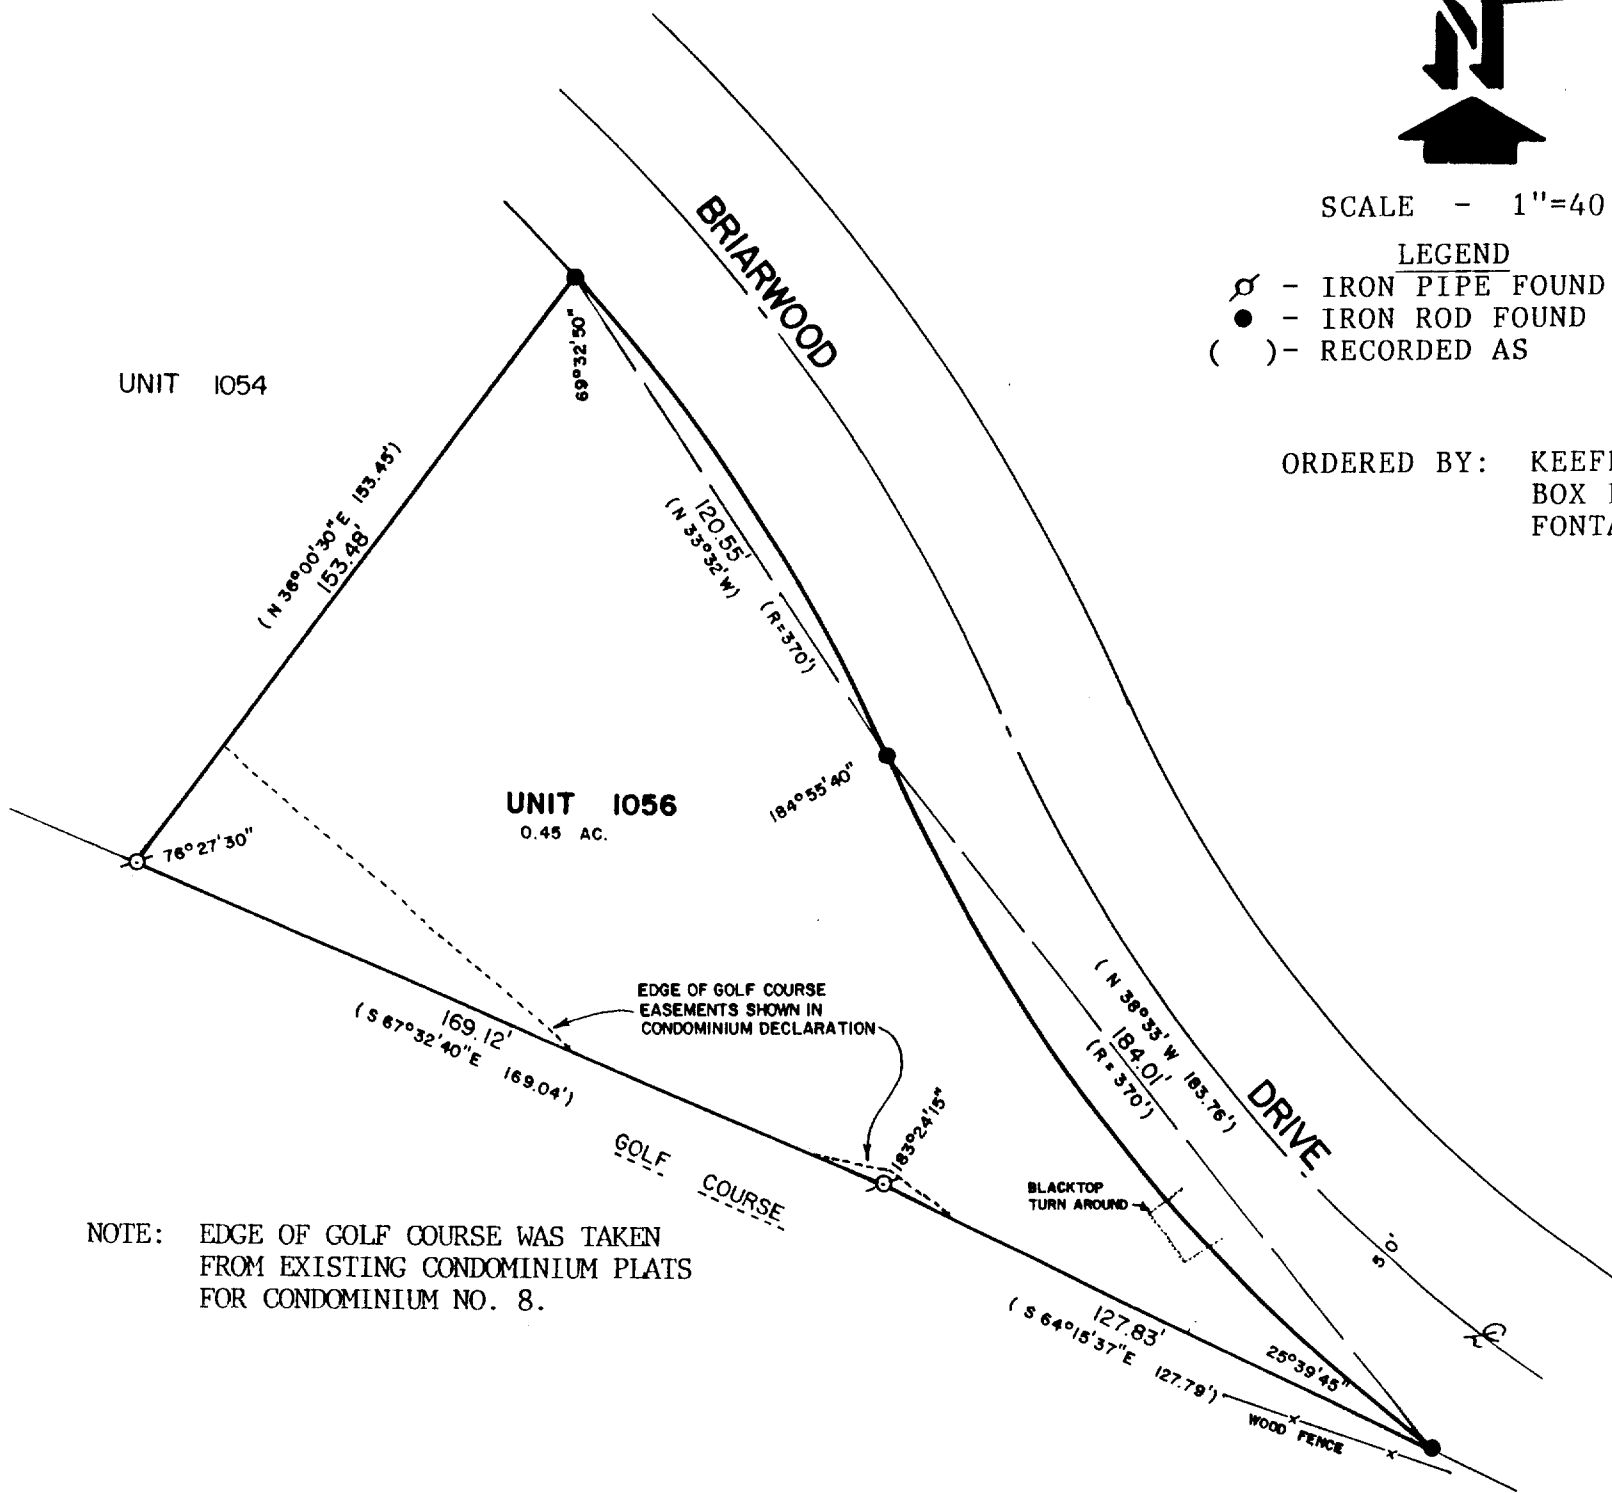 N
SCALE - 1"=40
LEGEND
- IRON PIPE FOUND
- IRON ROD FOUND
( )- RECORDED AS
ORDERED BY:
BOX
BRIARWOOD
69°32'50"
UNIT 1054
(N 36°00'30"E 153.45')
153.48'
120.55'
(N 33°32'W)
(R=370')
184°55'40"
UNIT 1056
0.45 AC.
76°27'30"
EDGE OF GOLF COURSE
EASEMENTS SHOWN IN
CONDOMINIUM DECLARATION
169.12'
(S 67°32'40"E 169.04')
(N 38°33'W 183.76')
184.01'
(R=370')
DRIVE
183°24'15"
GOLF COURSE
BLACKTOP
TURN AROUND
NOTE: EDGE OF GOLF COURSE WAS TAKEN
FROM EXISTING CONDOMINIUM PLATS
FOR CONDOMINIUM NO. 8.
30'
127.83'
(S 64°15'37"E 127.79')
25°39'45"
WOOD FENCE